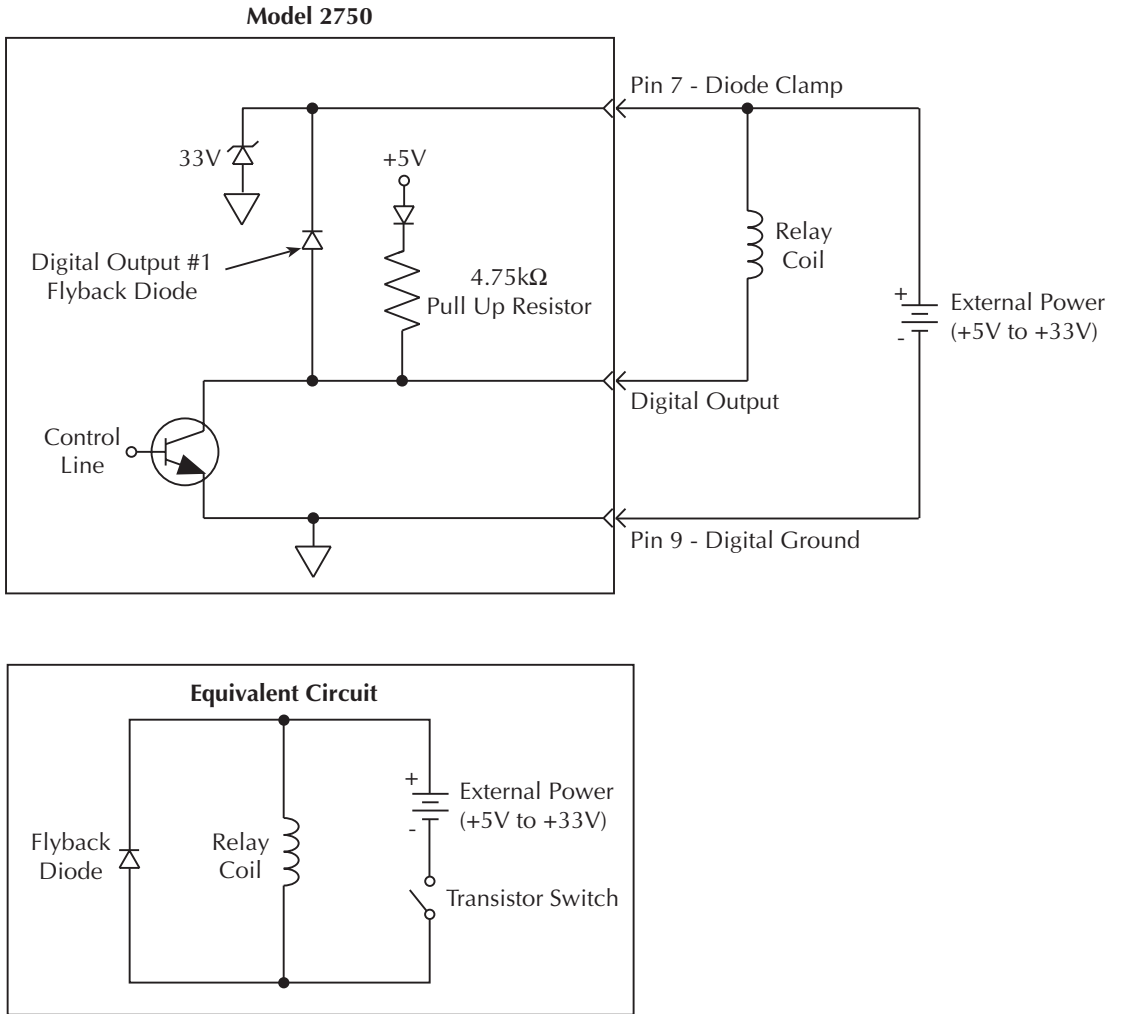 Model 2750
Pin 7 - Diode Clamp
33V
+5V
Digital Output #1
Flyback Diode
4.75kΩ
Pull Up Resistor
Relay
Coil
+
-
External Power
(+5V to +33V)
Digital Output
Control
Line
Pin 9 - Digital Ground
Equivalent Circuit
Flyback
Diode
Relay
Coil
+
-
External Power
(+5V to +33V)
Transistor Switch